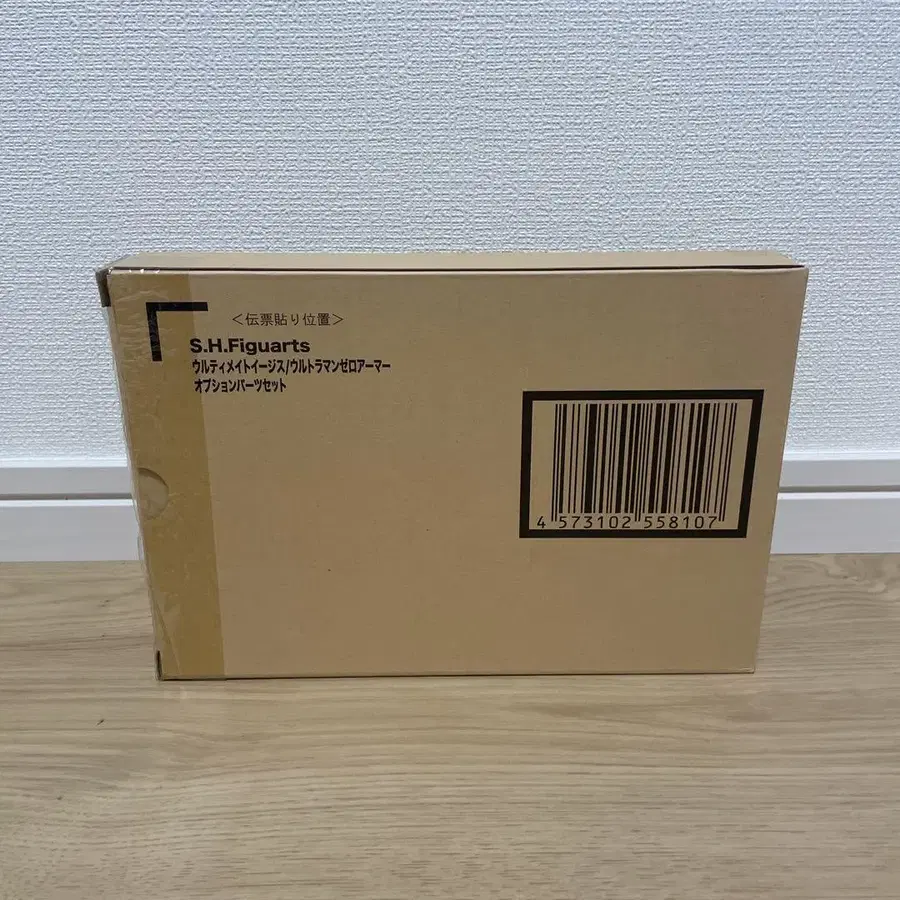 ＜伝票貼り位置＞
S.H.Figuarts
ウルティメイトイージス/ウルトラマンゼロアーマー
オプションパーツセット
4 573102 558107